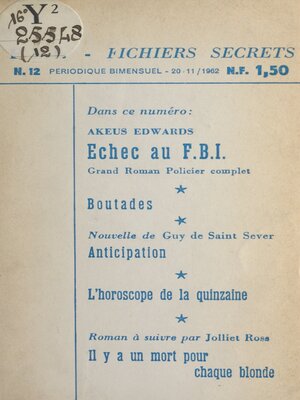 16° Y²
25548
(12)
- FICHIERS SECRETS
N. 12 PERIODIQUE BIMENSUEL - 20-11/1962 N.F. 1,50
Dans ce numéro:
AKEUS EDWARDS
Echec au F.B.I.
Grand Roman Policier complet
Boutades
Nouvelle de Guy de Saint Sever
Anticipation
L'horoscope de la quinzaine
Roman à suivre par Jolliet Ross
Il y a un mort pour
chaque blonde